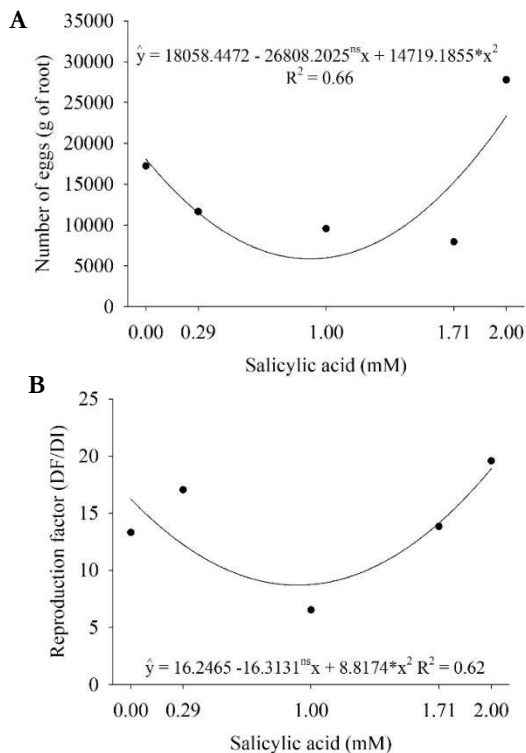 A
ŷ = 18058.4472 - 26808.2025ⁿˢx + 14719.1855*x²
R² = 0.66
Number of eggs (g of root)
35000
30000
25000
20000
15000
10000
5000
0
0.00 0.29 1.00 1.71 2.00
Salicylic acid (mM)
B
Reproduction factor (DF/DI)
25
20
15
10
5
0
ŷ = 16.2465 -16.3131ⁿˢx + 8.8174*x² R² = 0.62
0.00 0.29 1.00 1.71 2.00
Salicylic acid (mM)